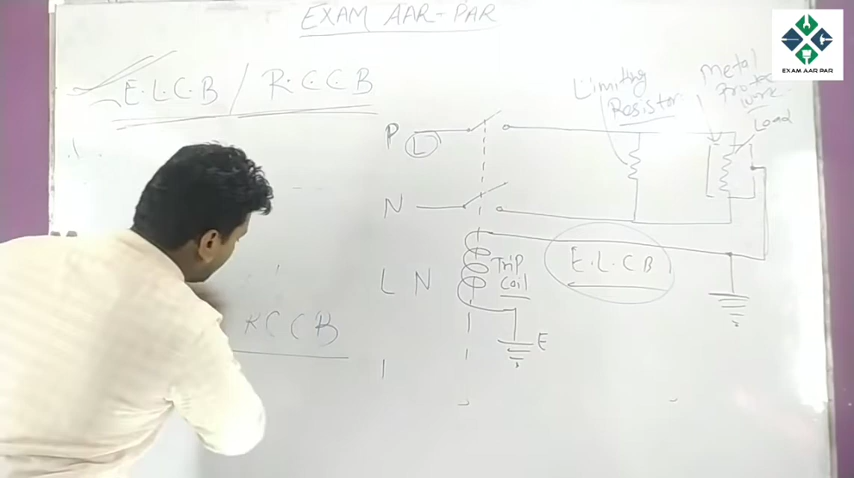 EXAM AAR-PAR
EXAM AAR PAR
E.L.C.B / R.C.C.B
Limiting
Resistor
Metal
Load
P L
N
E.L.C.B
Trip
Coil
L N
RCCB
E